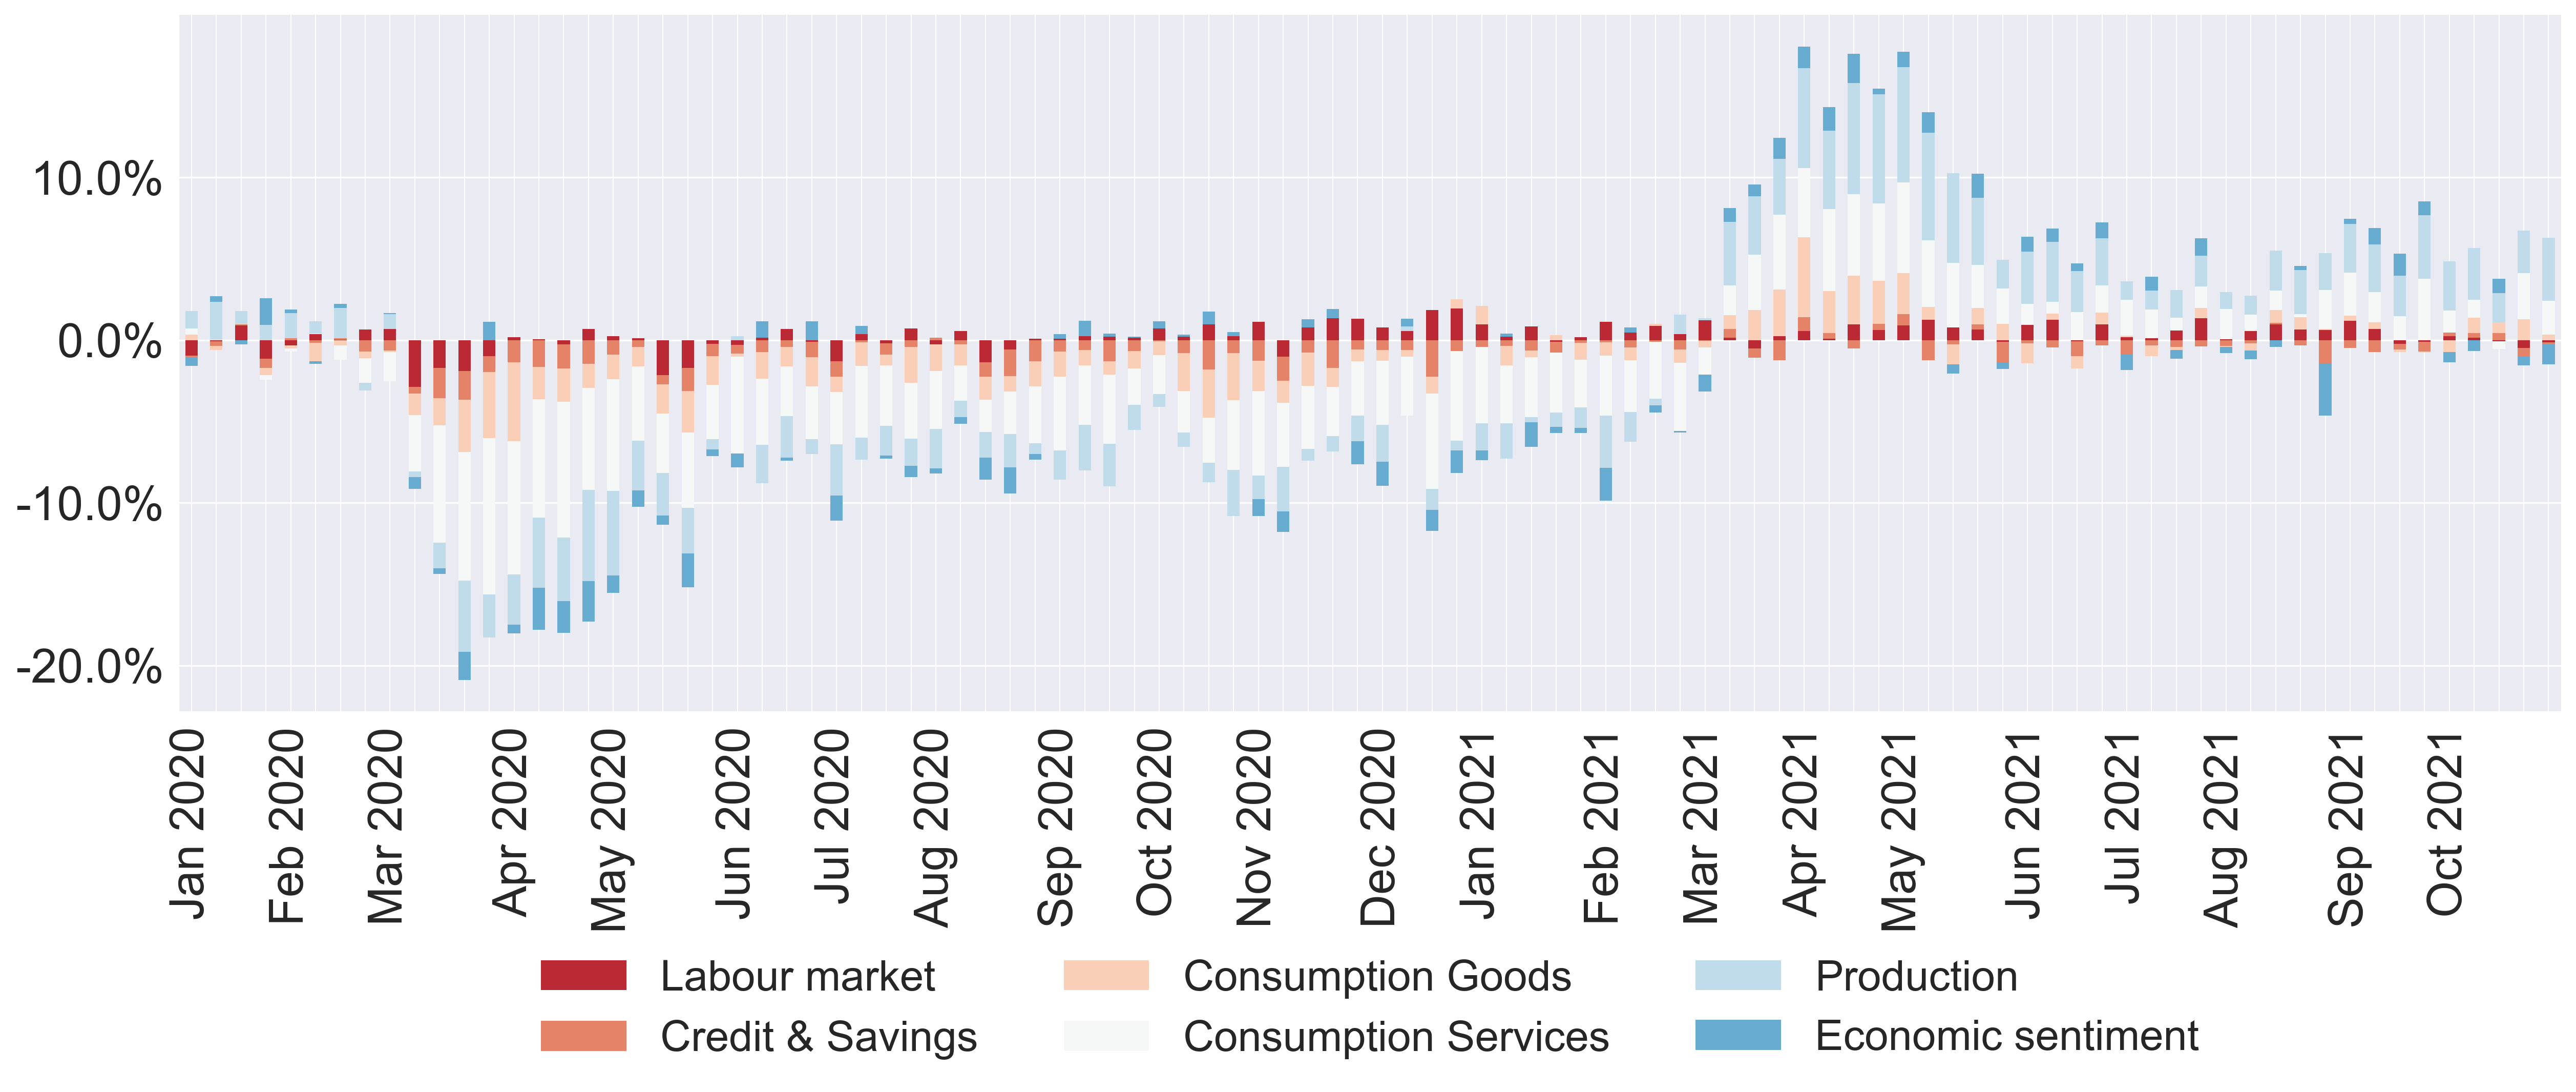 10.0%
0.0%
-10.0%
-20.0%
Jan 2020
Feb 2020
Mar 2020
Apr 2020
May 2020
Jun 2020
Jul 2020
Aug 2020
Sep 2020
Oct 2020
Nov 2020
Dec 2020
Jan 2021
Feb 2021
Mar 2021
Apr 2021
May 2021
Jun 2021
Jul 2021
Aug 2021
Sep 2021
Oct 2021
Labour market
Consumption Goods
Production
Credit & Savings
Consumption Services
Economic sentiment